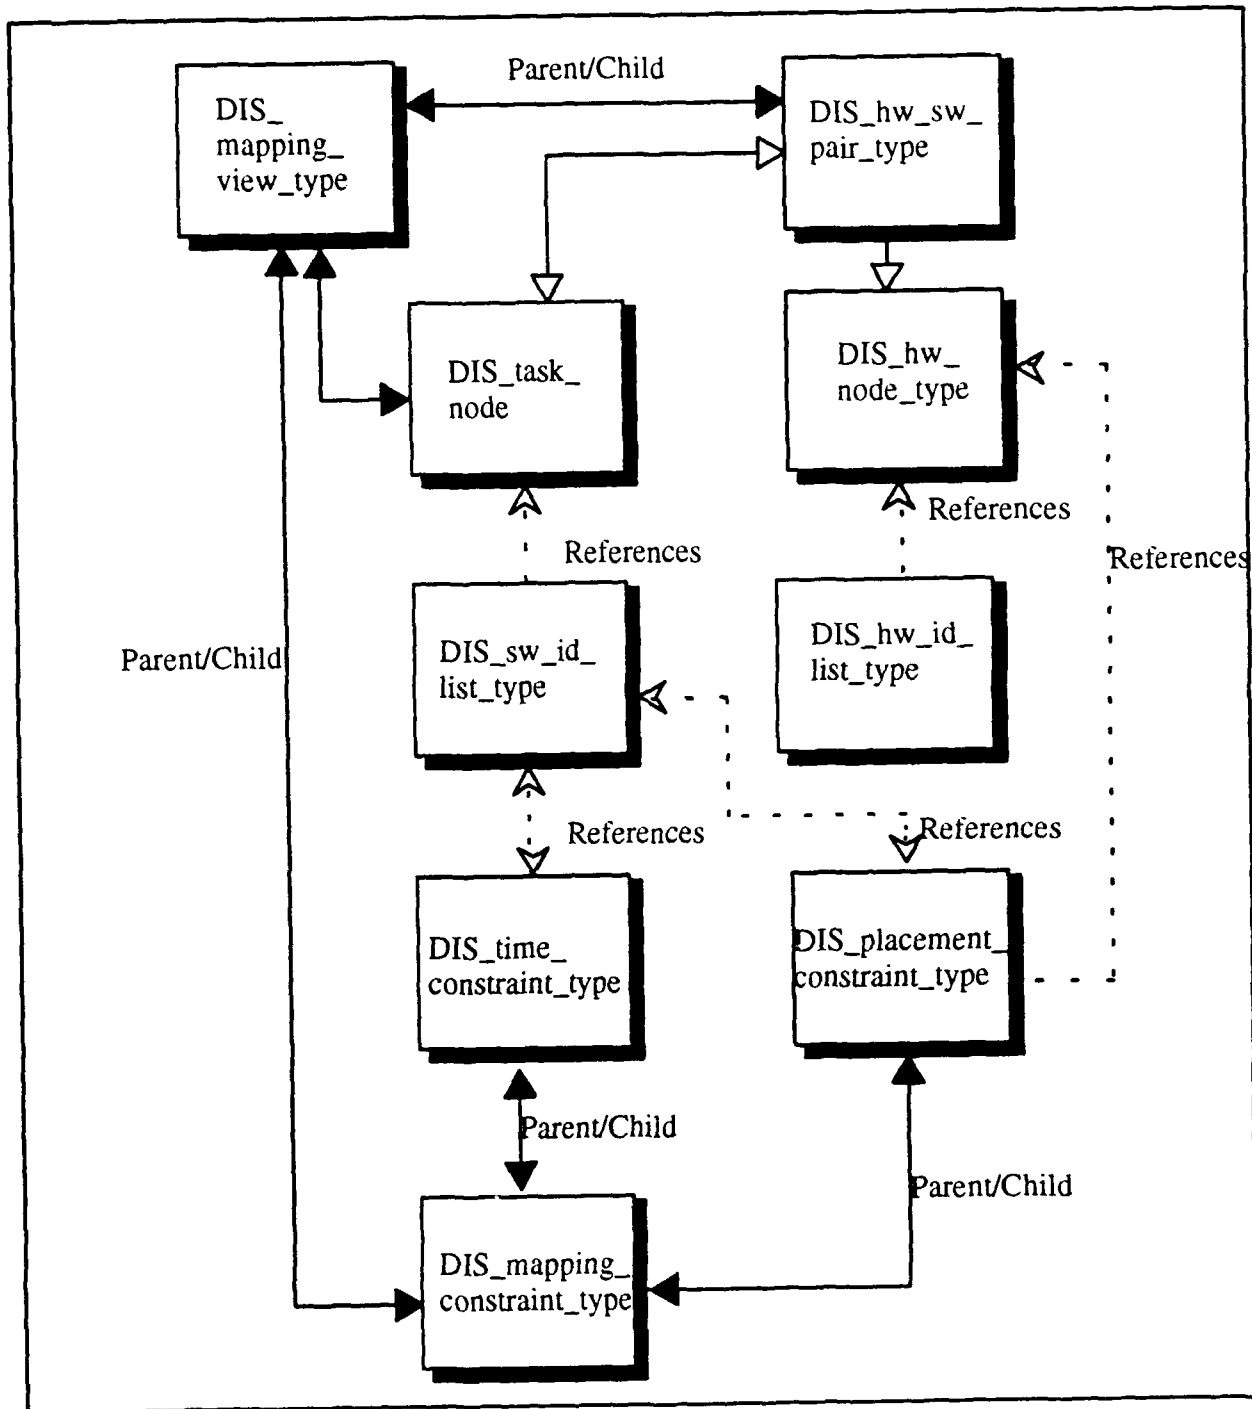 Parent/Child
DIS_
mapping_
view_type
DIS_hw_sw_
pair_type
DIS_task_
node
DIS_hw_
node_type
References
References
References
DIS_sw_id_
list_type
DIS_hw_id_
list_type
Parent/Child
References
References
DIS_time_
constraint_type
DIS_placement_
constraint_type
Parent/Child
Parent/Child
DIS_mapping_
constraint_type